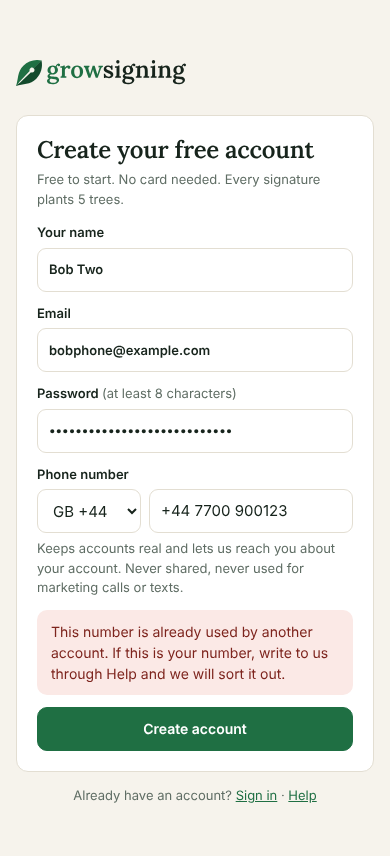 growsigning
Create your free account
Free to start. No card needed. Every signature
plants 5 trees.
Your name
Bob Two
Email
bobphone@example.com
Password (at least 8 characters)
••••••••••••••••••••••••••••
Phone number
GB +44
+44 7700 900123
Keeps accounts real and lets us reach you about
your account. Never shared, never used for
marketing calls or texts.
This number is already used by another
account. If this is your number, write to us
through Help and we will sort it out.
Create account
Already have an account? Sign in · Help